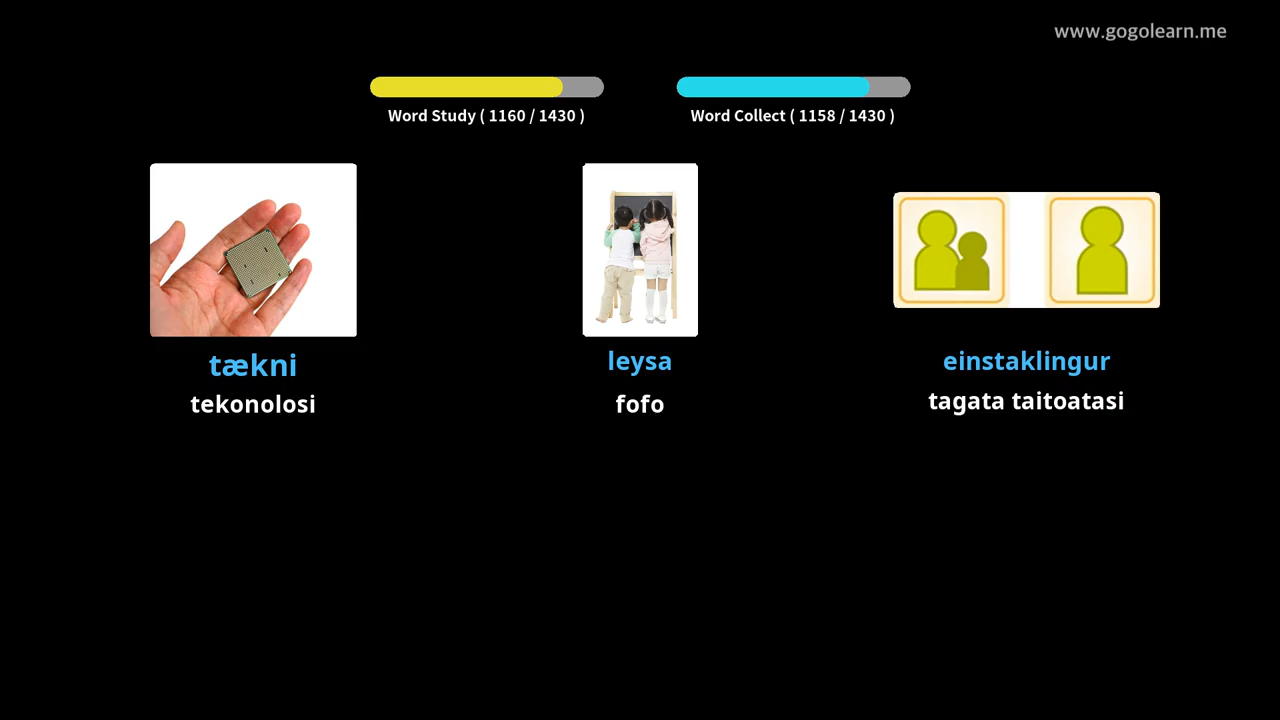 www.gogolearn.me
Word Study ( 1160 / 1430 )
Word Collect ( 1158 / 1430 )
tækni
tekonolosi
leysa
fofo
einstaklingur
tagata taitoatasi